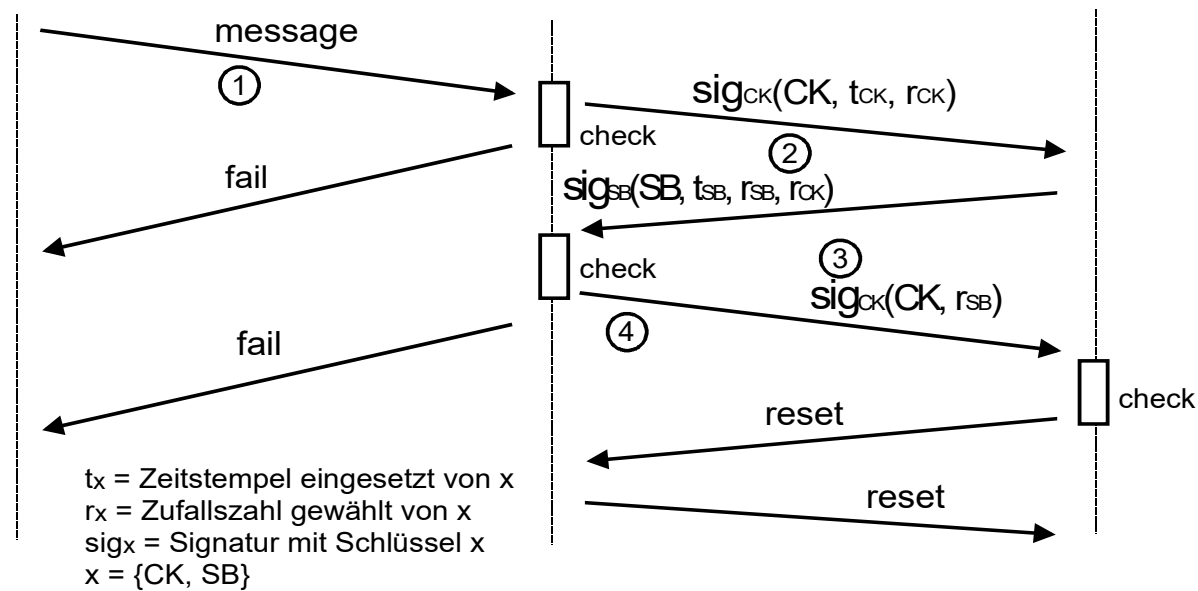 message
1
sigCK(CK, tCK, rCK)
check
2
fail
sigSB(SB, tSB, rSB, rCK)
check
3
sigCK(CK, rSB)
4
fail
check
reset
reset
tx = Zeitstempel eingesetzt von x
rx = Zufallszahl gewählt von x
sigx = Signatur mit Schlüssel x
x = {CK, SB}